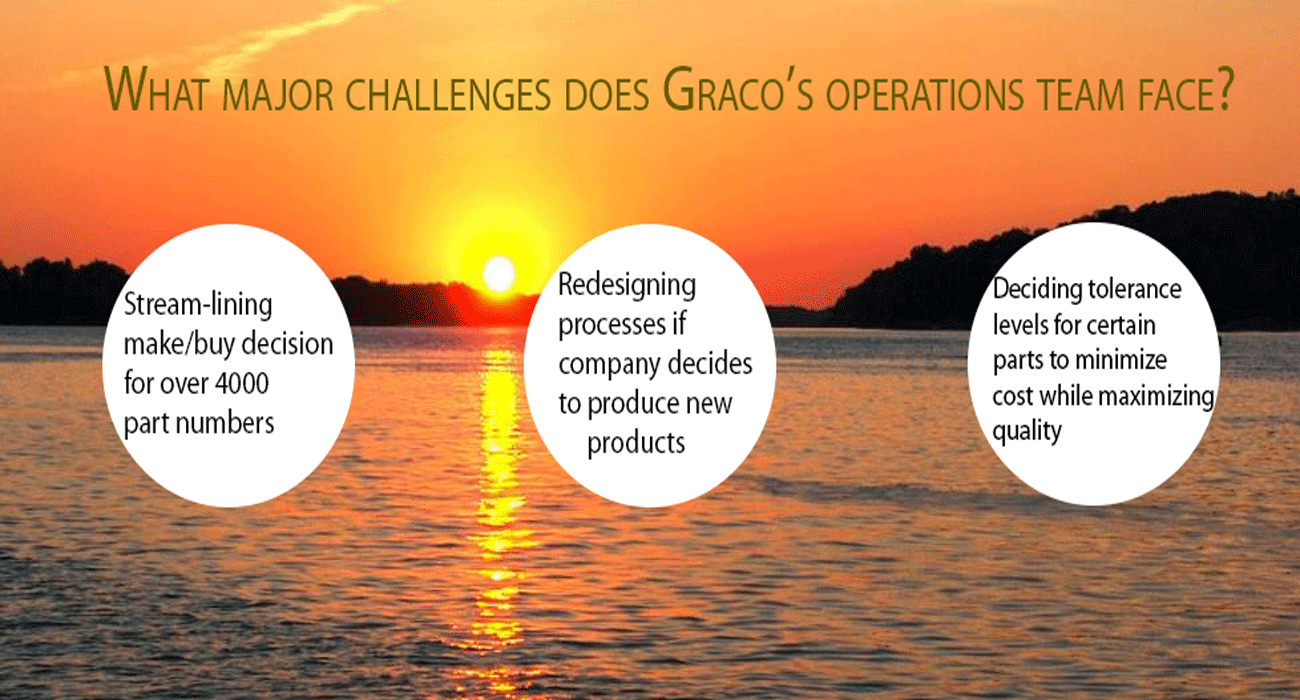 What major challenges does Graco’s operations team face?
Stream-lining
make/buy decision
for over 4000
part numbers
Redesigning
processes if
company decides
to produce new
products
Deciding tolerance
levels for certain
parts to minimize
cost while maximizing
quality